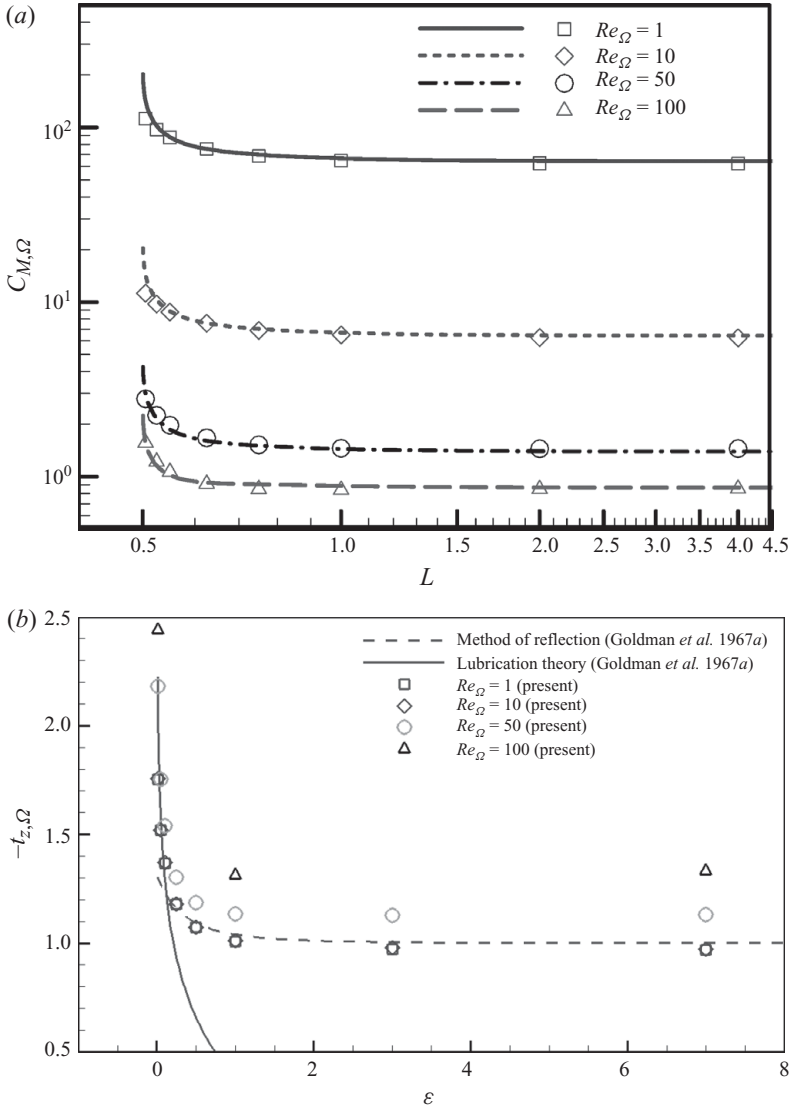 (a)
Re_Ω = 1
Re_Ω = 10
Re_Ω = 50
Re_Ω = 100
10^2
10^1
10^0
C_{M,Ω}
0.5 1.0 1.5 2.0 2.5 3.0 3.5 4.0 4.5
L
(b)
2.5
2.0
1.5
1.0
0.5
−t_{z,Ω}
Method of reflection (Goldman et al. 1967a)
Lubrication theory (Goldman et al. 1967a)
Re_Ω = 1 (present)
Re_Ω = 10 (present)
Re_Ω = 50 (present)
Re_Ω = 100 (present)
0 2 4 6 8
ε